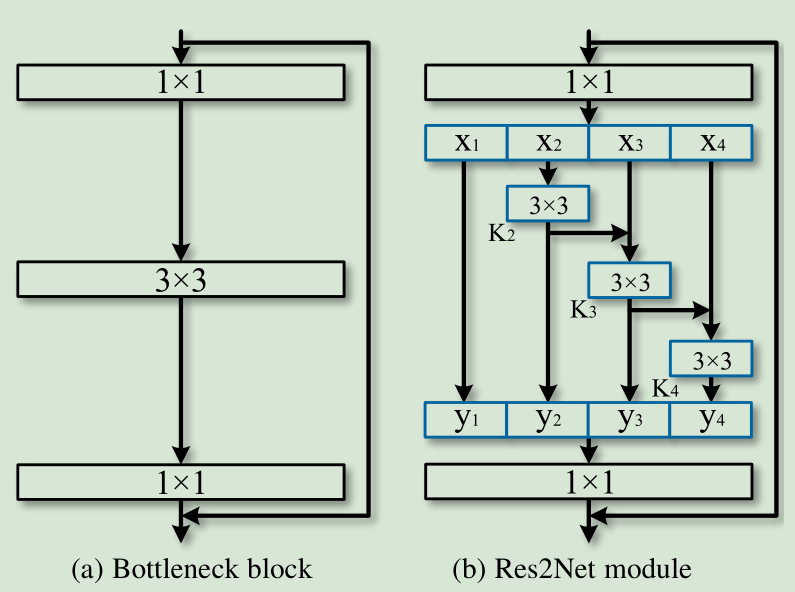 1×1
3×3
1×1
(a) Bottleneck block
1×1
x1 x2 x3 x4
3×3
K2
3×3
K3
3×3
K4
y1 y2 y3 y4
1×1
(b) Res2Net module